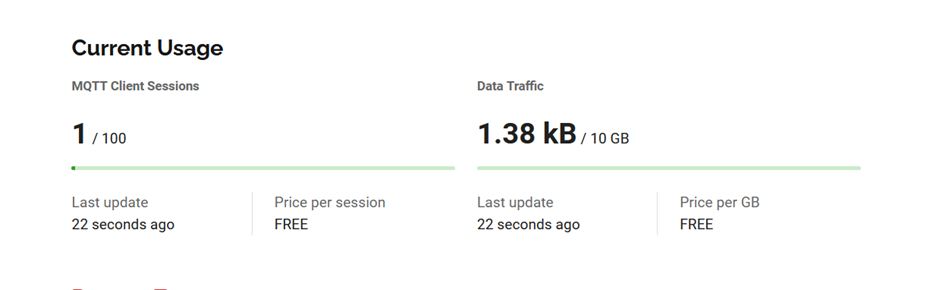 Current Usage
MQTT Client Sessions
1 / 100
Last update
22 seconds ago
Price per session
FREE
Data Traffic
1.38 kB / 10 GB
Last update
22 seconds ago
Price per GB
FREE